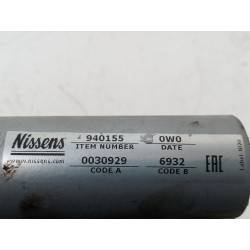 Nissens 940155 0W0
ITEM NUMBER DATE
www.nissens.com 0030929 6932 EAC
CODE A CODE B